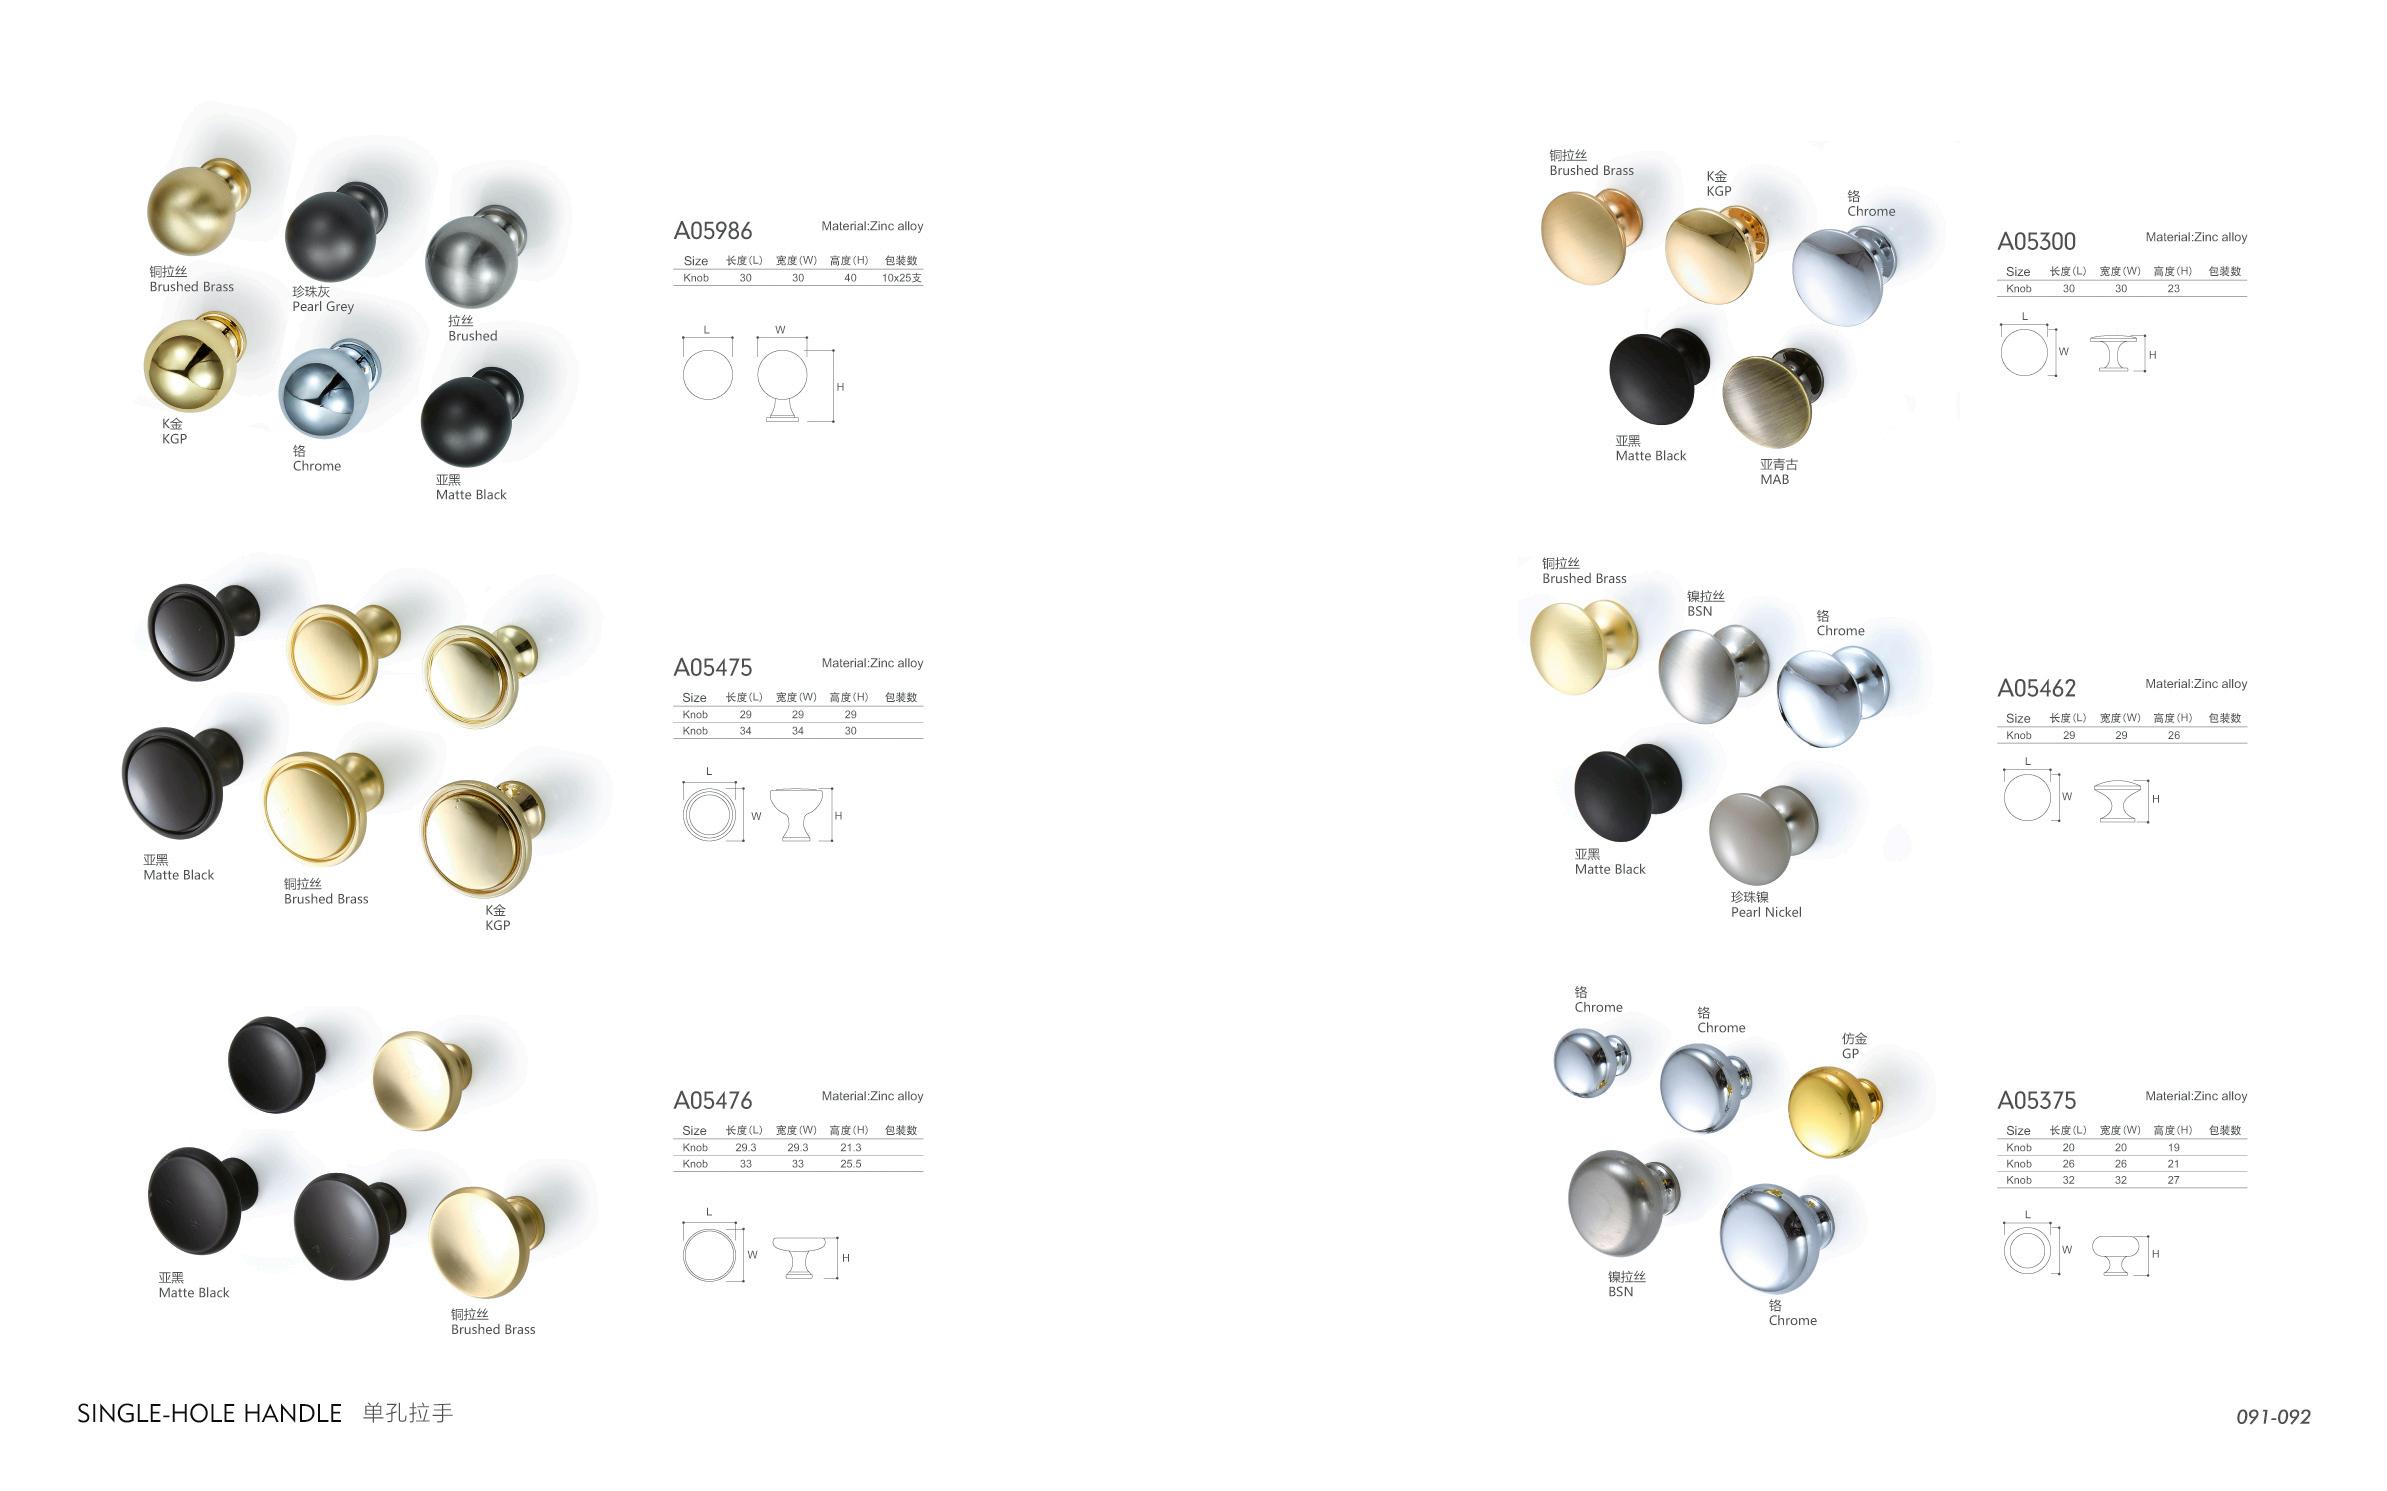 铜拉丝
Brushed Brass
珍珠灰
Pearl Grey
拉丝
Brushed
K金
KGP
铬
Chrome
亚黑
Matte Black
A05986 Material:Zinc alloy
Size 长度(L) 宽度(W) 高度(H) 包装数
Knob 30 30 40 10x25支
L W
H
亚黑
Matte Black
铜拉丝
Brushed Brass
K金
KGP
A05475 Material:Zinc alloy
Size 长度(L) 宽度(W) 高度(H) 包装数
Knob 29 29 29
Knob 34 34 30
L
W H
亚黑
Matte Black
铜拉丝
Brushed Brass
A05476 Material:Zinc alloy
Size 长度(L) 宽度(W) 高度(H) 包装数
Knob 29.3 29.3 21.3
Knob 33 33 25.5
L
W H
铜拉丝
Brushed Brass
K金
KGP
铬
Chrome
亚黑
Matte Black
亚青古
MAB
A05300 Material:Zinc alloy
Size 长度(L) 宽度(W) 高度(H)
Knob 30 30 23
L
W H
铜拉丝
Brushed Brass
镍拉丝
BSN
铬
Chrome
亚黑
Matte Black
珍珠镍
Pearl Nickel
A05462 Material:Zinc alloy
Size 长度(L) 宽度(W) 高度(H) 包装数
Knob 29 29 26
L
W H
铬
Chrome
铬
Chrome
仿金
GP
镍拉丝
BSN
铬
Chrome
A05375 Material:Zinc alloy
Size 长度(L) 宽度(W) 高度(H) 包装数
Knob 20 20 19
Knob 26 26 21
Knob 32 32 27
L
W H
SINGLE-HOLE HANDLE 单孔拉手
091-092